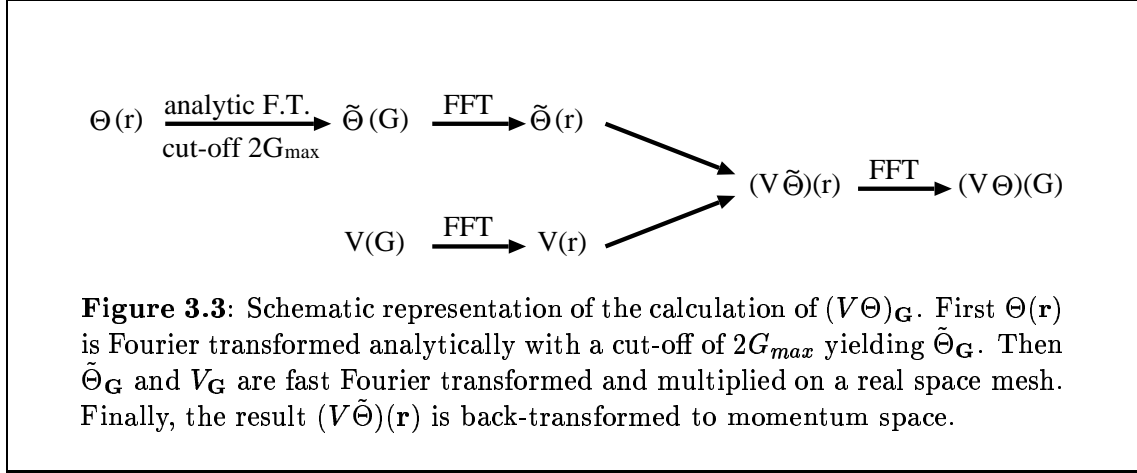 Θ(r) analytic F.T. Θ̃(G) FFT Θ̃(r)
cut-off 2Gmax
(VΘ̃)(r) FFT (VΘ)(G)
V(G) FFT V(r)
Figure 3.3: Schematic representation of the calculation of (VΘ)G. First Θ(r)
is Fourier transformed analytically with a cut-off of 2Gmax yielding Θ̃G. Then
Θ̃G and VG are fast Fourier transformed and multiplied on a real space mesh.
Finally, the result (VΘ̃)(r) is back-transformed to momentum space.